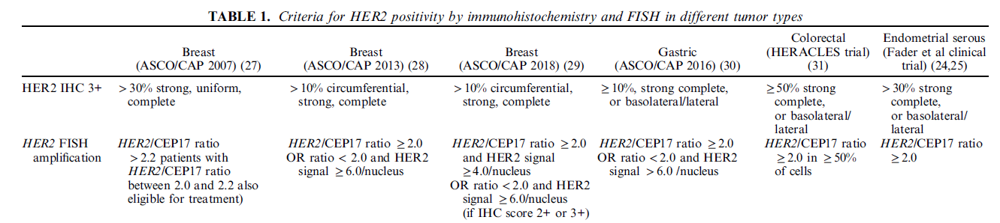 TABLE 1. Criteria for HER2 positivity by immunohistochemistry and FISH in different tumor types
Breast
(ASCO/CAP 2007) (27)
Breast
(ASCO/CAP 2013) (28)
Breast
(ASCO/CAP 2018) (29)
Gastric
(ASCO/CAP 2016) (30)
Colorectal
(HERACLES trial)
(31)
Endometrial serous
(Fader et al clinical
trial) (24,25)
HER2 IHC 3+
> 30% strong, uniform,
complete
> 10% circumferential,
strong, complete
> 10% circumferential,
strong, complete
≥ 10%, strong complete,
or basolateral/lateral
≥ 50% strong
complete,
or basolateral/
lateral
> 30% strong
complete,
or basolateral/
lateral
HER2 FISH
amplification
HER2/CEP17 ratio
> 2.2 patients with
HER2/CEP17 ratio
between 2.0 and 2.2 also
eligible for treatment)
HER2/CEP17 ratio ≥ 2.0
OR ratio < 2.0 and HER2
signal ≥ 6.0/nucleus
HER2/CEP17 ratio ≥ 2.0
and HER2 signal
≥ 4.0/nucleus
OR ratio < 2.0 and HER2
signal ≥ 6.0/nucleus
(if IHC score 2+ or 3+)
HER2/CEP17 ratio ≥ 2.0
OR ratio < 2.0 and HER2
signal > 6.0 /nucleus
HER2/CEP17 ratio
≥ 2.0 in ≥ 50%
of cells
HER2/CEP17 ratio
≥ 2.0